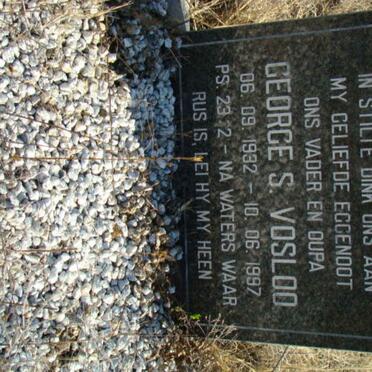 IN STILTE DINK ONS AAN
MY GELIEFDE EGGENOOT
ONS VADER EN OUPA
GEORGE S VOSLOO
06 09 1932 - 10 06 1997
PS. 23 : 2 - NA WATERS WAAR
RUS IS, LEI HY MY HEEN